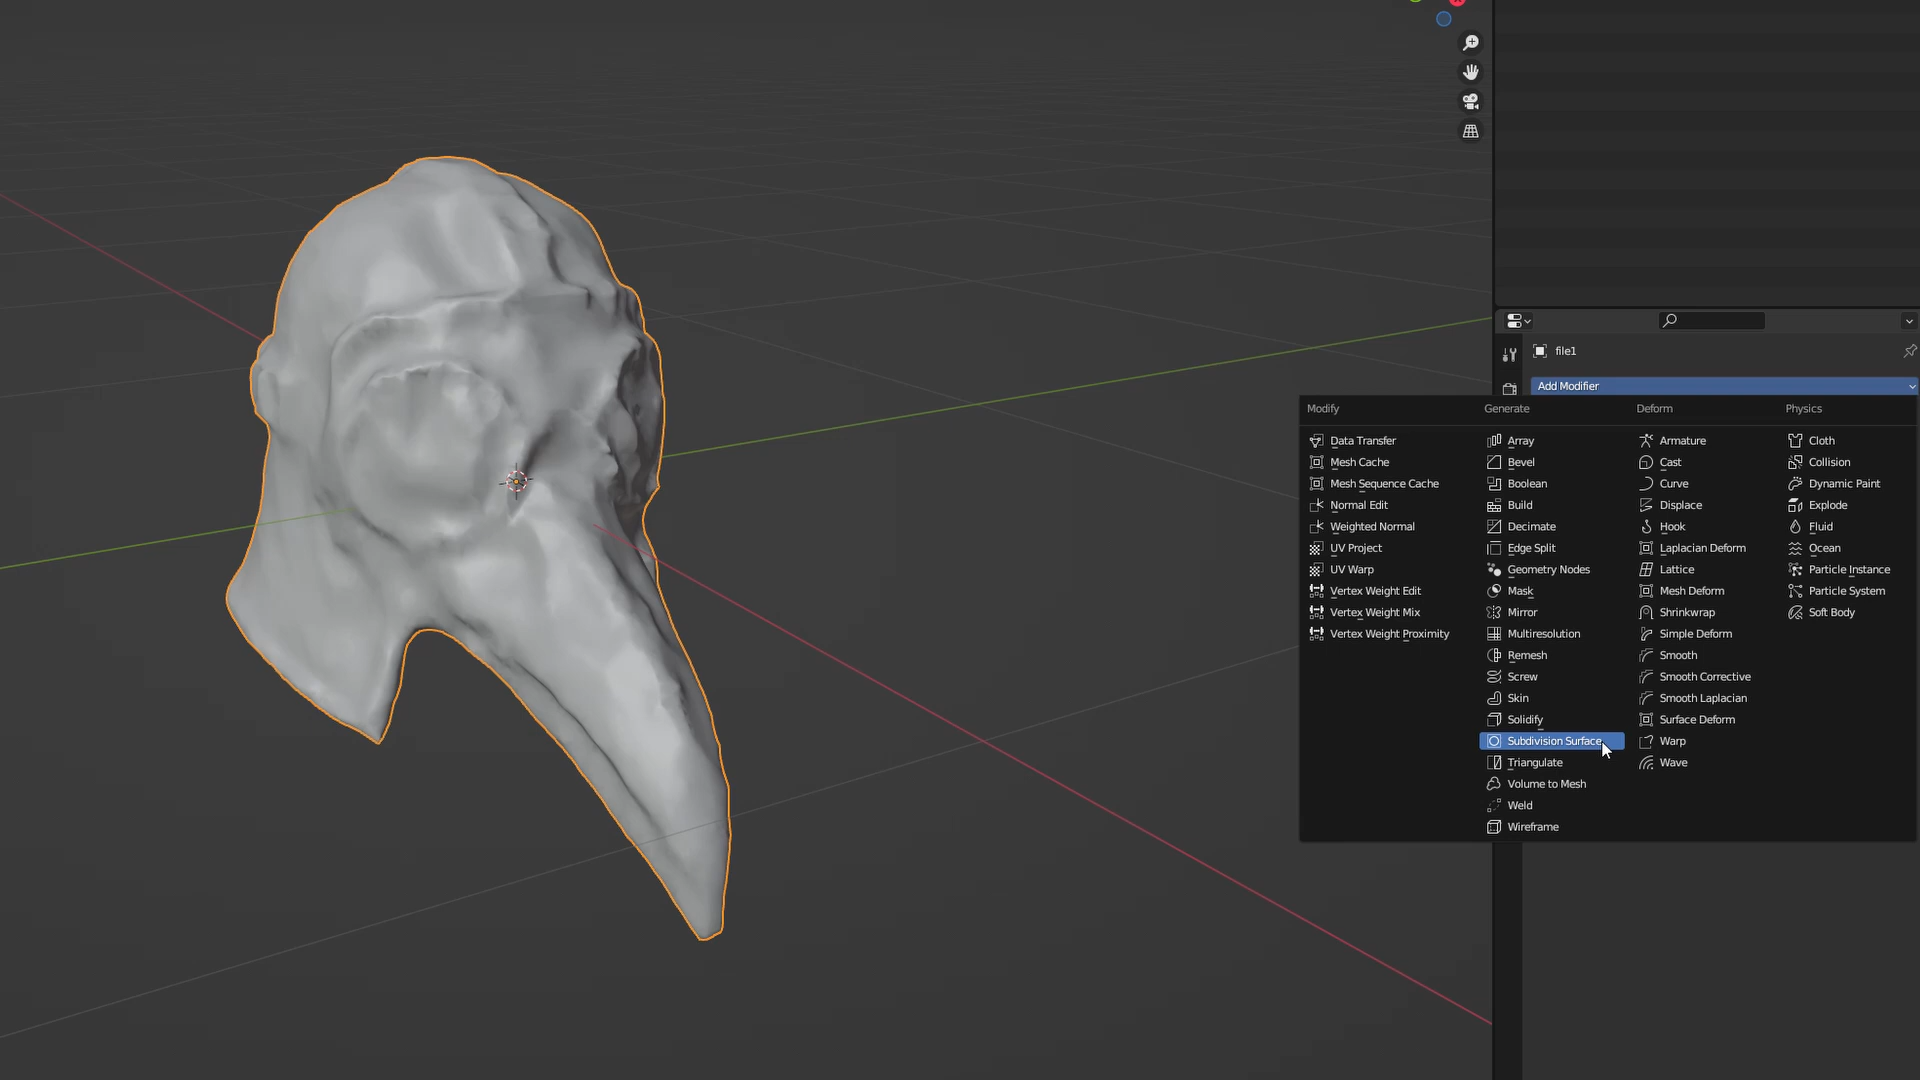 file1
Add Modifier
Modify
Data Transfer
Mesh Cache
Mesh Sequence Cache
Normal Edit
Weighted Normal
UV Project
UV Warp
Vertex Weight Edit
Vertex Weight Mix
Vertex Weight Proximity
Generate
Array
Bevel
Boolean
Build
Decimate
Edge Split
Geometry Nodes
Mask
Mirror
Multiresolution
Remesh
Screw
Skin
Solidify
Subdivision Surface
Triangulate
Volume to Mesh
Weld
Wireframe
Deform
Armature
Cast
Curve
Displace
Hook
Laplacian Deform
Lattice
Mesh Deform
Shrinkwrap
Simple Deform
Smooth
Smooth Corrective
Smooth Laplacian
Surface Deform
Warp
Wave
Physics
Cloth
Collision
Dynamic Paint
Explode
Fluid
Ocean
Particle Instance
Particle System
Soft Body